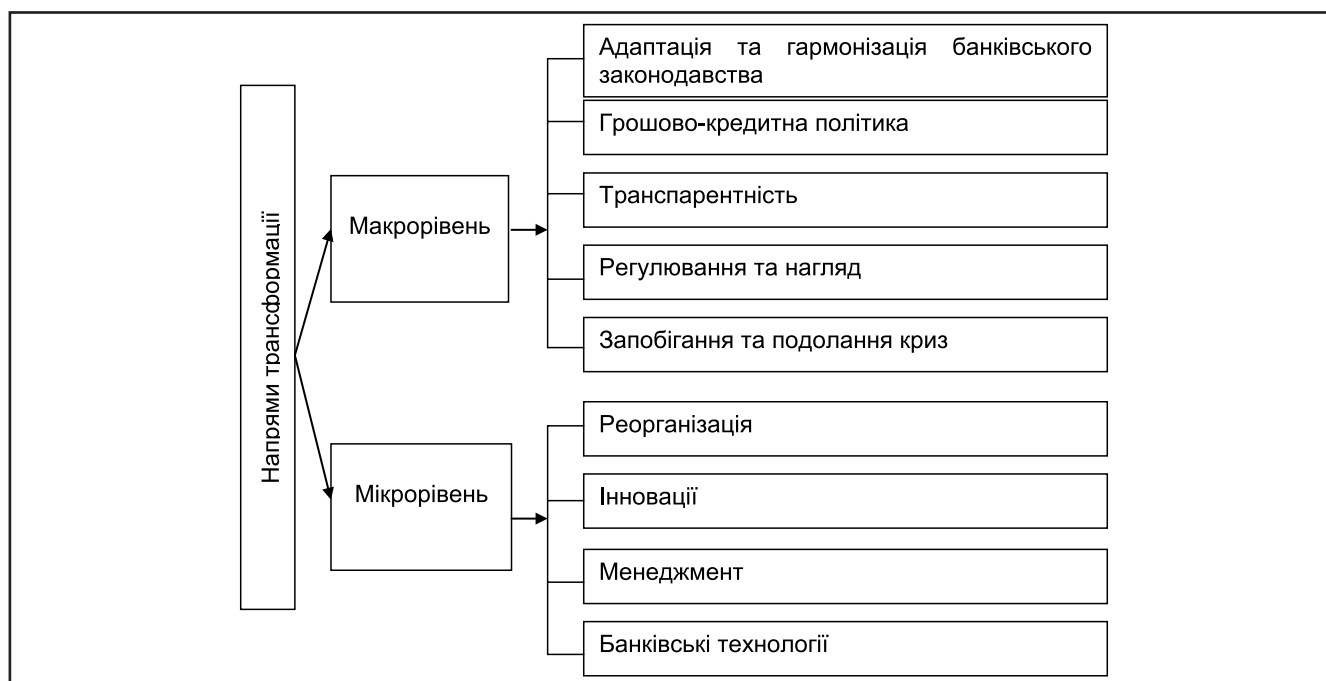 Напрями трансформації
Макрорівень
Адаптація та гармонізація банківського
законодавства
Грошово-кредитна політика
Транспарентність
Регулювання та нагляд
Запобігання та подолання криз
Мікрорівень
Реорганізація
Інновації
Менеджмент
Банківські технології